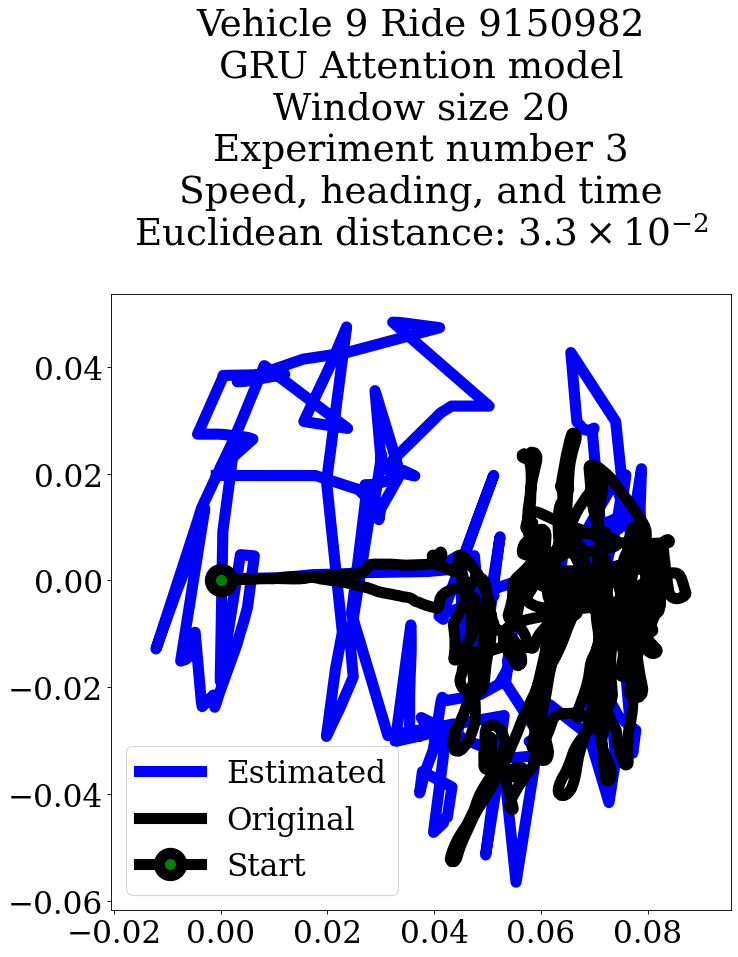 Vehicle 9 Ride 9150982
GRU Attention model
Window size 20
Experiment number 3
Speed, heading, and time
Euclidean distance: 3.3 × 10⁻²
0.04
0.02
0.00
−0.02
−0.04
−0.06
Estimated
Original
Start
−0.02 0.00 0.02 0.04 0.06 0.08